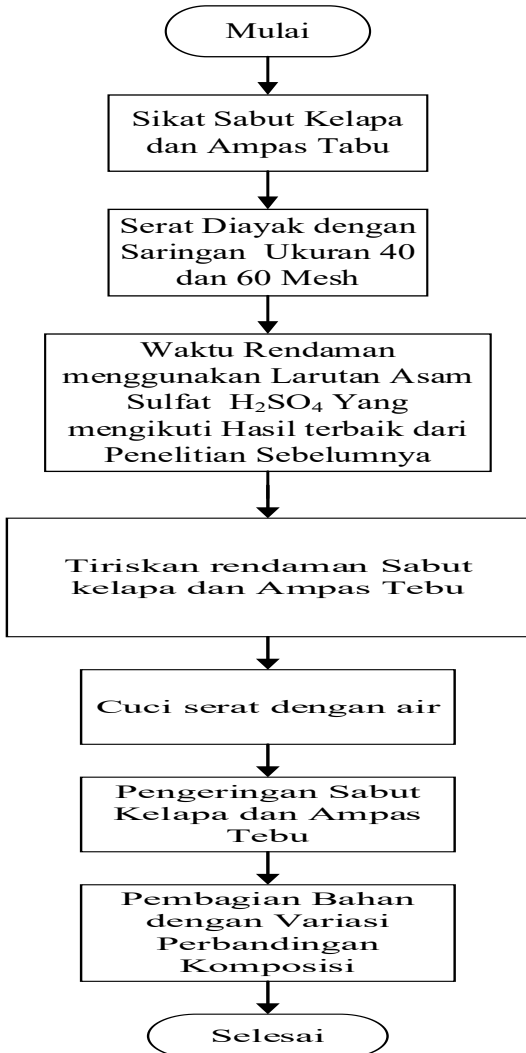 Mulai
Sikat Sabut Kelapa
dan Ampas Tabu
Serat Diayak dengan
Saringan Ukuran 40
dan 60 Mesh
Waktu Rendaman
menggunakan Larutan Asam
Sulfat H₂SO₄ Yang
mengikuti Hasil terbaik dari
Penelitian Sebelumnya
Tiriskan rendaman Sabut
kelapa dan Ampas Tebu
Cuci serat dengan air
Pengeringan Sabut
Kelapa dan Ampas
Tebu
Pembagian Bahan
dengan Variasi
Perbandingan
Komposisi
Selesai